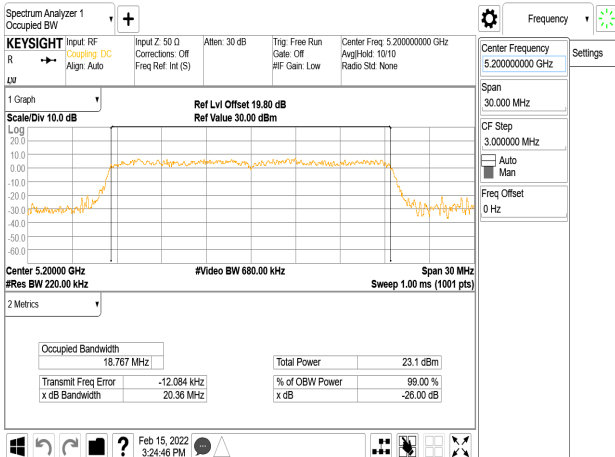 Spectrum Analyzer 1
Occupied BW
Frequency
KEYSIGHT
R
LXI
Input: RF
Coupling: DC
Align: Auto
Input Z: 50 Ω
Corrections: Off
Freq Ref: Int (S)
Atten: 30 dB
Trig: Free Run
Gate: Off
#IF Gain: Low
Center Freq: 5.200000000 GHz
Avg|Hold: 10/10
Radio Std: None
Center Frequency
5.200000000 GHz
Settings
Span
30.000 MHz
CF Step
3.000000 MHz
Auto
Man
Freq Offset
0 Hz
1 Graph
Scale/Div 10.0 dB
Ref Lvl Offset 19.80 dB
Ref Value 30.00 dBm
Log
20.0
10.0
0.00
-10.0
-20.0
-30.0
-40.0
-50.0
-60.0
Center 5.20000 GHz
#Video BW 680.00 kHz
Span 30 MHz
#Res BW 220.00 kHz
Sweep 1.00 ms (1001 pts)
2 Metrics
Occupied Bandwidth
18.767 MHz
Total Power 23.1 dBm
Transmit Freq Error -12.084 kHz
% of OBW Power 99.00 %
x dB Bandwidth 20.36 MHz
x dB -26.00 dB
?
Feb 15, 2022
3:24:46 PM